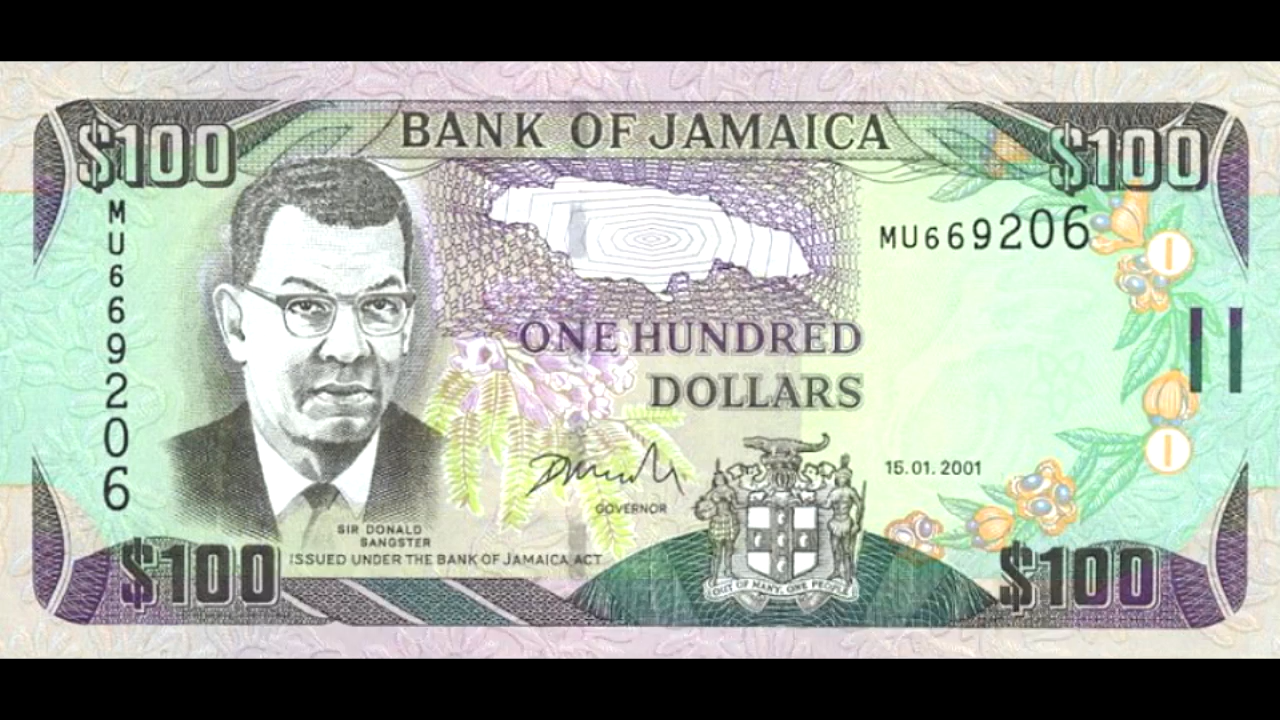 BANK OF JAMAICA
$100
$100
MU669206
MU669206
ONE HUNDRED
DOLLARS
15.01.2001
GOVERNOR
SIR DONALD
SANGSTER
ISSUED UNDER THE BANK OF JAMAICA ACT
OUT OF MANY, ONE PEOPLE
$100
$100